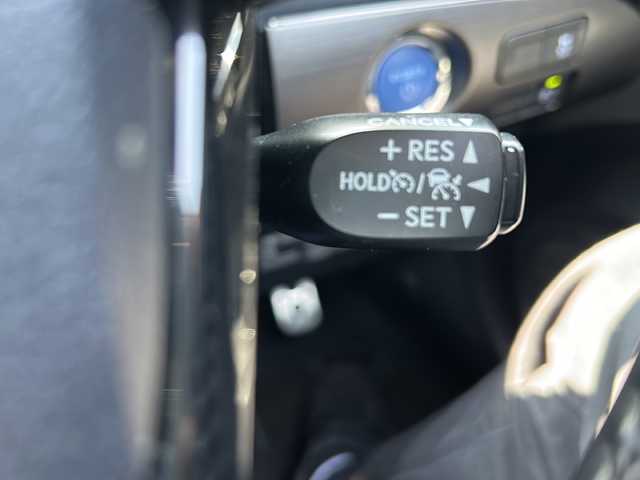 CANCEL▼
+ RES ▲
HOLD / ◀
− SET ▼